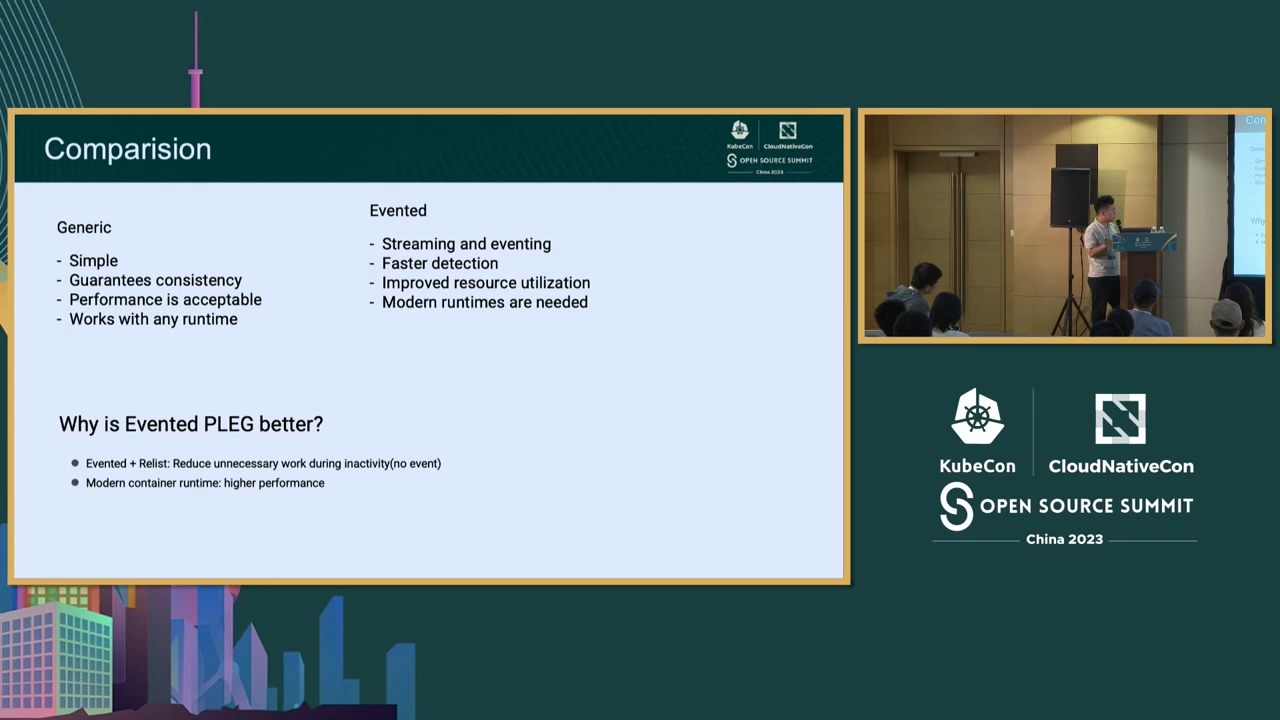 Comparision
KubeCon
CloudNativeCon
OPEN SOURCE SUMMIT
China 2023
Generic
- Simple
- Guarantees consistency
- Performance is acceptable
- Works with any runtime
Evented
- Streaming and eventing
- Faster detection
- Improved resource utilization
- Modern runtimes are needed
Why is Evented PLEG better?
● Evented + Relist: Reduce unnecessary work during inactivity(no event)
● Modern container runtime: higher performance
Com
KubeCon
CloudNativeCon
OPEN SOURCE SUMMIT
China 2023